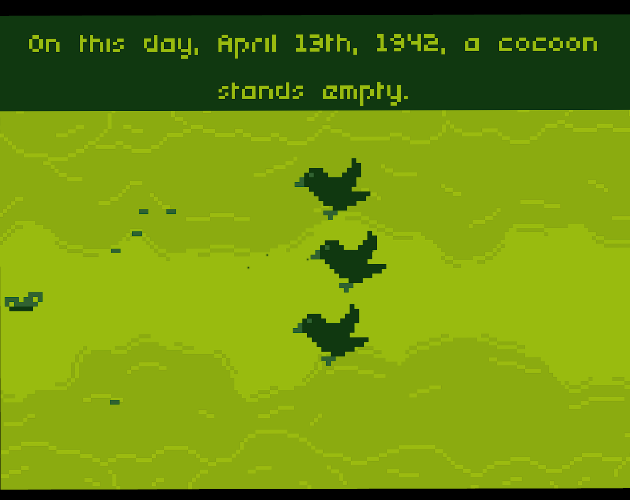 On this day, April 13th, 1942, a cocoon
stands empty.